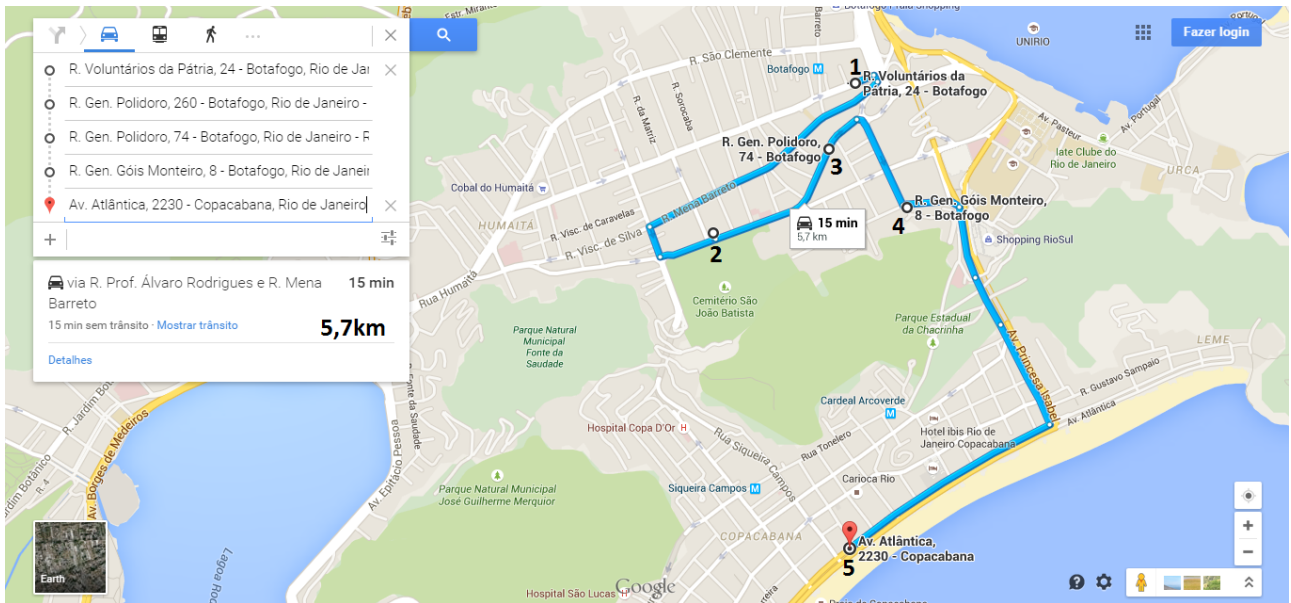 R. Voluntários da Pátria, 24 - Botafogo, Rio de Jar
R. Gen. Polidoro, 260 - Botafogo, Rio de Janeiro -
R. Gen. Polidoro, 74 - Botafogo, Rio de Janeiro - R
R. Gen. Góis Monteiro, 8 - Botafogo, Rio de Janeir
Av. Atlântica, 2230 - Copacabana, Rio de Janeiro
via R. Prof. Álvaro Rodrigues e R. Mena
Barreto
15 min
15 min sem trânsito · Mostrar trânsito
5,7km
Detalhes
Fazer login
UNIRIO
R. São Clemente
Botafogo M
1
R. Voluntários da
Pátria, 24 - Botafogo
R. da Matriz
R. Sorocaba
Barreto
Av. Pasteur
Av. Portugal
Iate Clube do
Rio de Janeiro
URCA
R. Gen. Polidoro,
74 - Botafogo
3
Cobal do Humaitá
HUMAITÁ
R. Visc. de Caravelas
R. Mena Barreto
R. Visc. de Silva
2
15 min
5,7 km
R. Gen. Góis Monteiro,
8 - Botafogo
4
Shopping RioSul
Rua Humaitá
Cemitério São
João Batista
Parque Natural
Municipal
Fonte da
Saudade
Parque Estadual
da Chacrinha
Av. Princesa Isabel
LEME
R. Gustavo Sampaio
Av. Atlântica
Cardeal Arcoverde
M
Hotel ibis Rio de
Janeiro Copacabana
Hospital Copa D'Or H
Rua Siqueira Campos
Rua Tonelero
Carioca Rio
Siqueira Campos M
R. Jardim Botânico
Jardim Botânico
R. 4
Av. Borges de Medeiros
Fonte da Saudade
Av. Epitácio Pessoa
Parque Natural Municipal
José Guilherme Merquior
COPACABANA
Av. Atlântica,
2230 - Copacabana
5
Earth
Google
Hospital São Lucas H